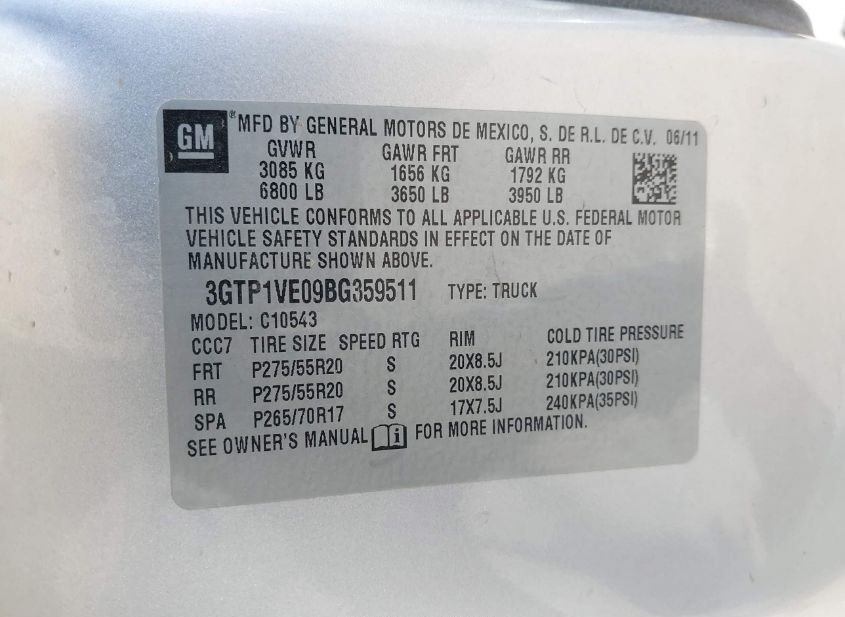 GM ® MFD BY GENERAL MOTORS DE MEXICO, S. DE R.L. DE C.V. 06/11
GVWR GAWR FRT GAWR RR
3085 KG 1656 KG 1792 KG
6800 LB 3650 LB 3950 LB
THIS VEHICLE CONFORMS TO ALL APPLICABLE U.S. FEDERAL MOTOR
VEHICLE SAFETY STANDARDS IN EFFECT ON THE DATE OF
MANUFACTURE SHOWN ABOVE.
3GTP1VE09BG359511 TYPE: TRUCK
MODEL: C10543
CCC7 TIRE SIZE SPEED RTG RIM COLD TIRE PRESSURE
FRT P275/55R20 S 20X8.5J 210KPA(30PSI)
RR P275/55R20 S 20X8.5J 210KPA(30PSI)
SPA P265/70R17 S 17X7.5J 240KPA(35PSI)
SEE OWNER'S MANUAL i FOR MORE INFORMATION.